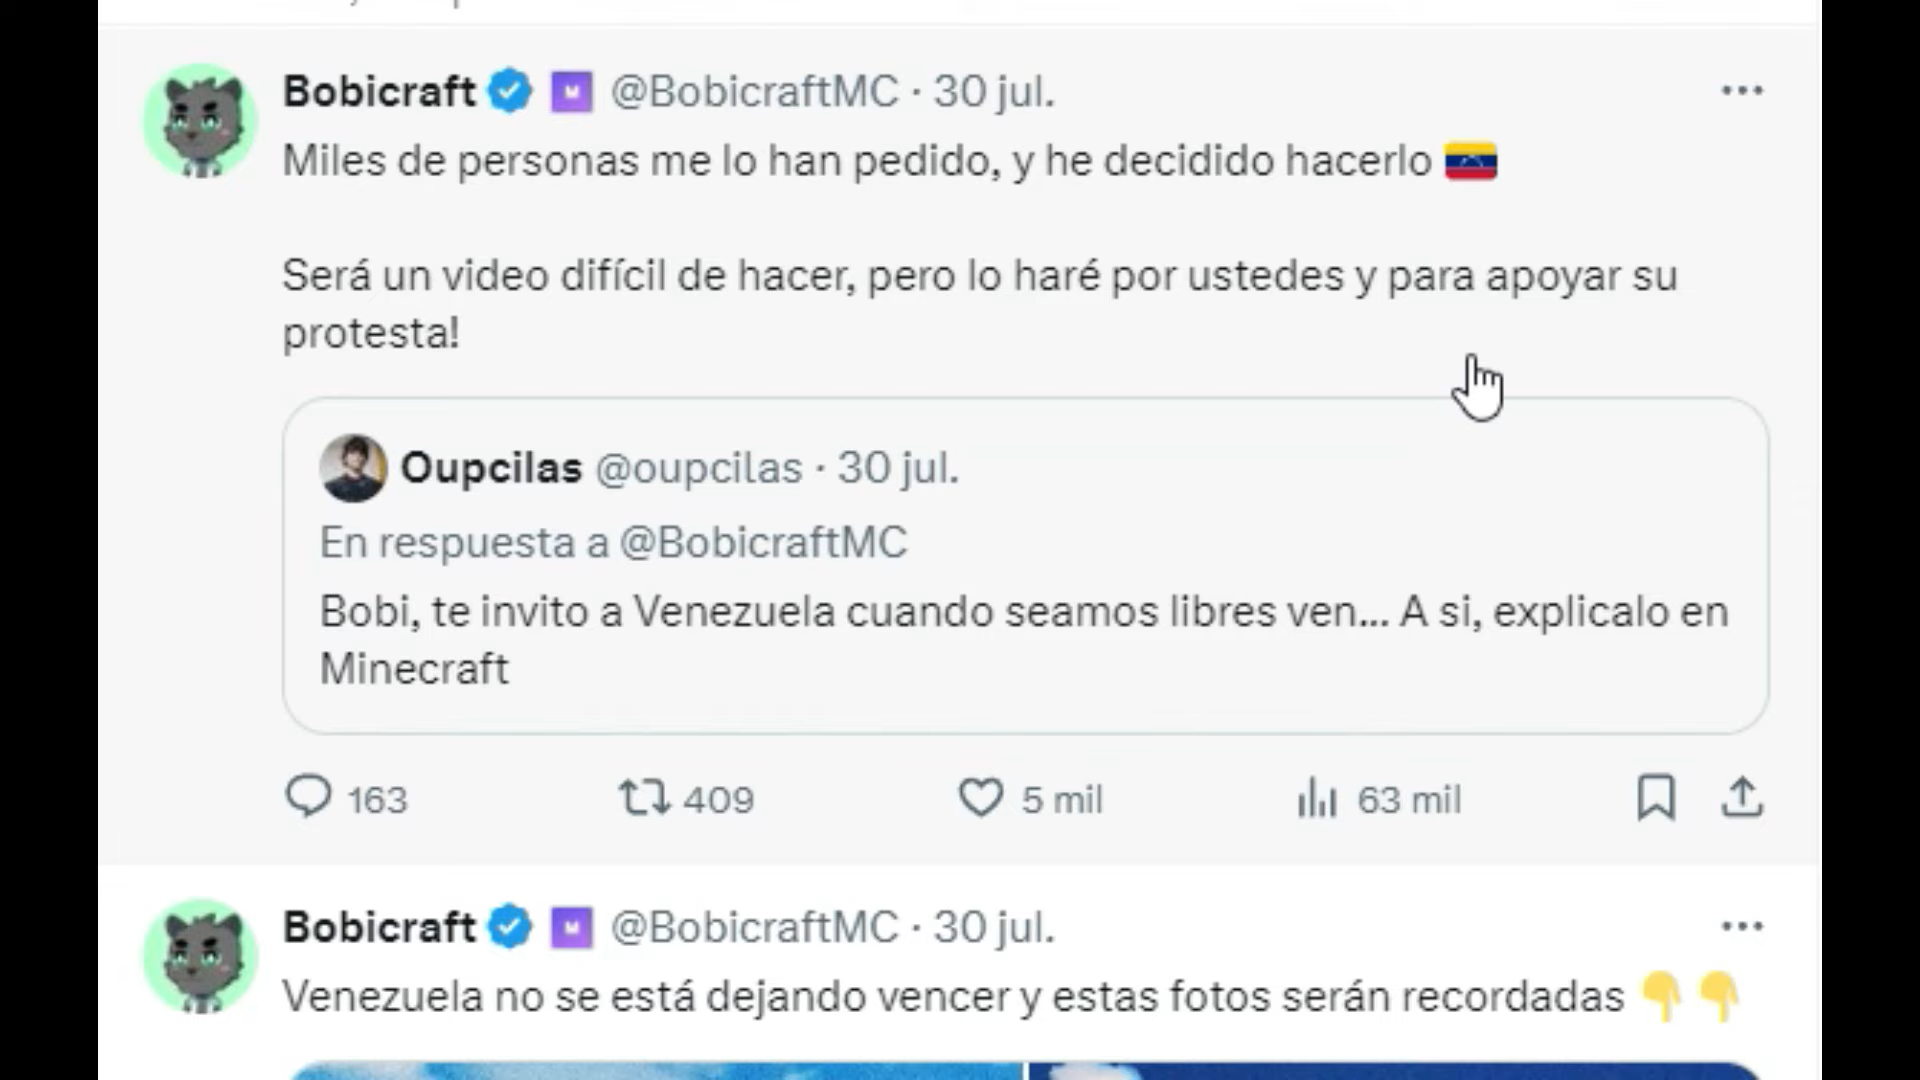 Bobicraft @BobicraftMC · 30 jul.
Miles de personas me lo han pedido, y he decidido hacerlo 🇻🇪
Será un video difícil de hacer, pero lo haré por ustedes y para apoyar su
protesta!
Oupcilas @oupcilas · 30 jul.
En respuesta a @BobicraftMC
Bobi, te invito a Venezuela cuando seamos libres ven... A si, explicalo en
Minecraft
163 409 5 mil 63 mil
Bobicraft @BobicraftMC · 30 jul.
Venezuela no se está dejando vencer y estas fotos serán recordadas 👇👇